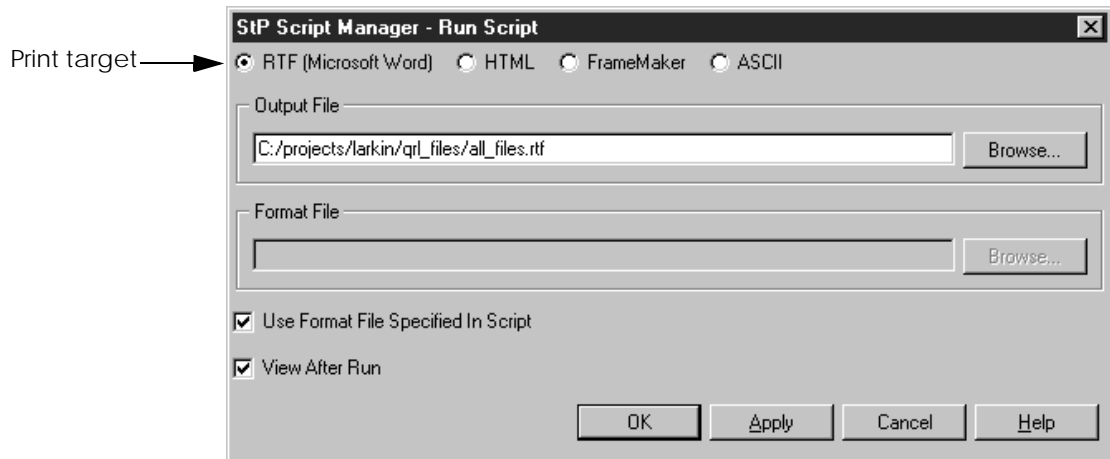 StP Script Manager - Run Script
Print target
RTF (Microsoft Word) HTML FrameMaker ASCII
Output File
C:/projects/larkin/qrl_files/all_files.rtf Browse...
Format File
Browse...
Use Format File Specified In Script
View After Run
OK Apply Cancel Help